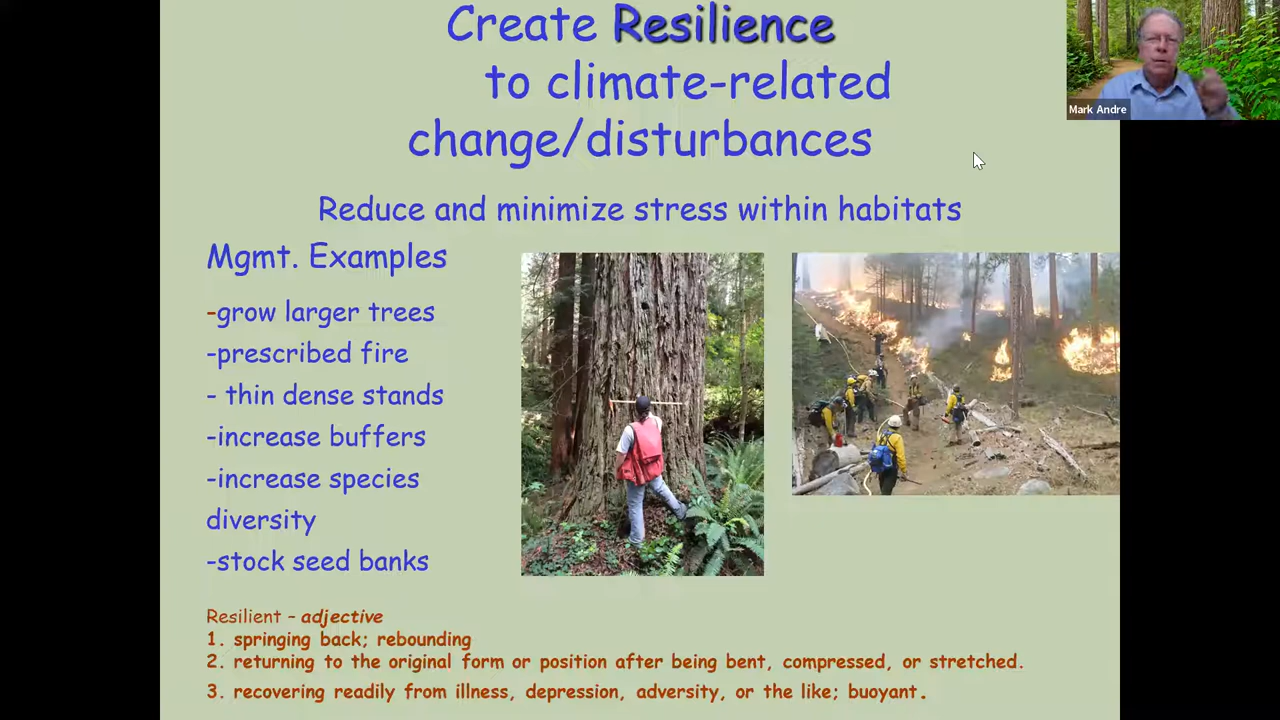 Create Resilience
to climate-related
change/disturbances
Mark Andre
Reduce and minimize stress within habitats
Mgmt. Examples
-grow larger trees
-prescribed fire
- thin dense stands
-increase buffers
-increase species
diversity
-stock seed banks
Resilient – adjective
1. springing back; rebounding
2. returning to the original form or position after being bent, compressed, or stretched.
3. recovering readily from illness, depression, adversity, or the like; buoyant.